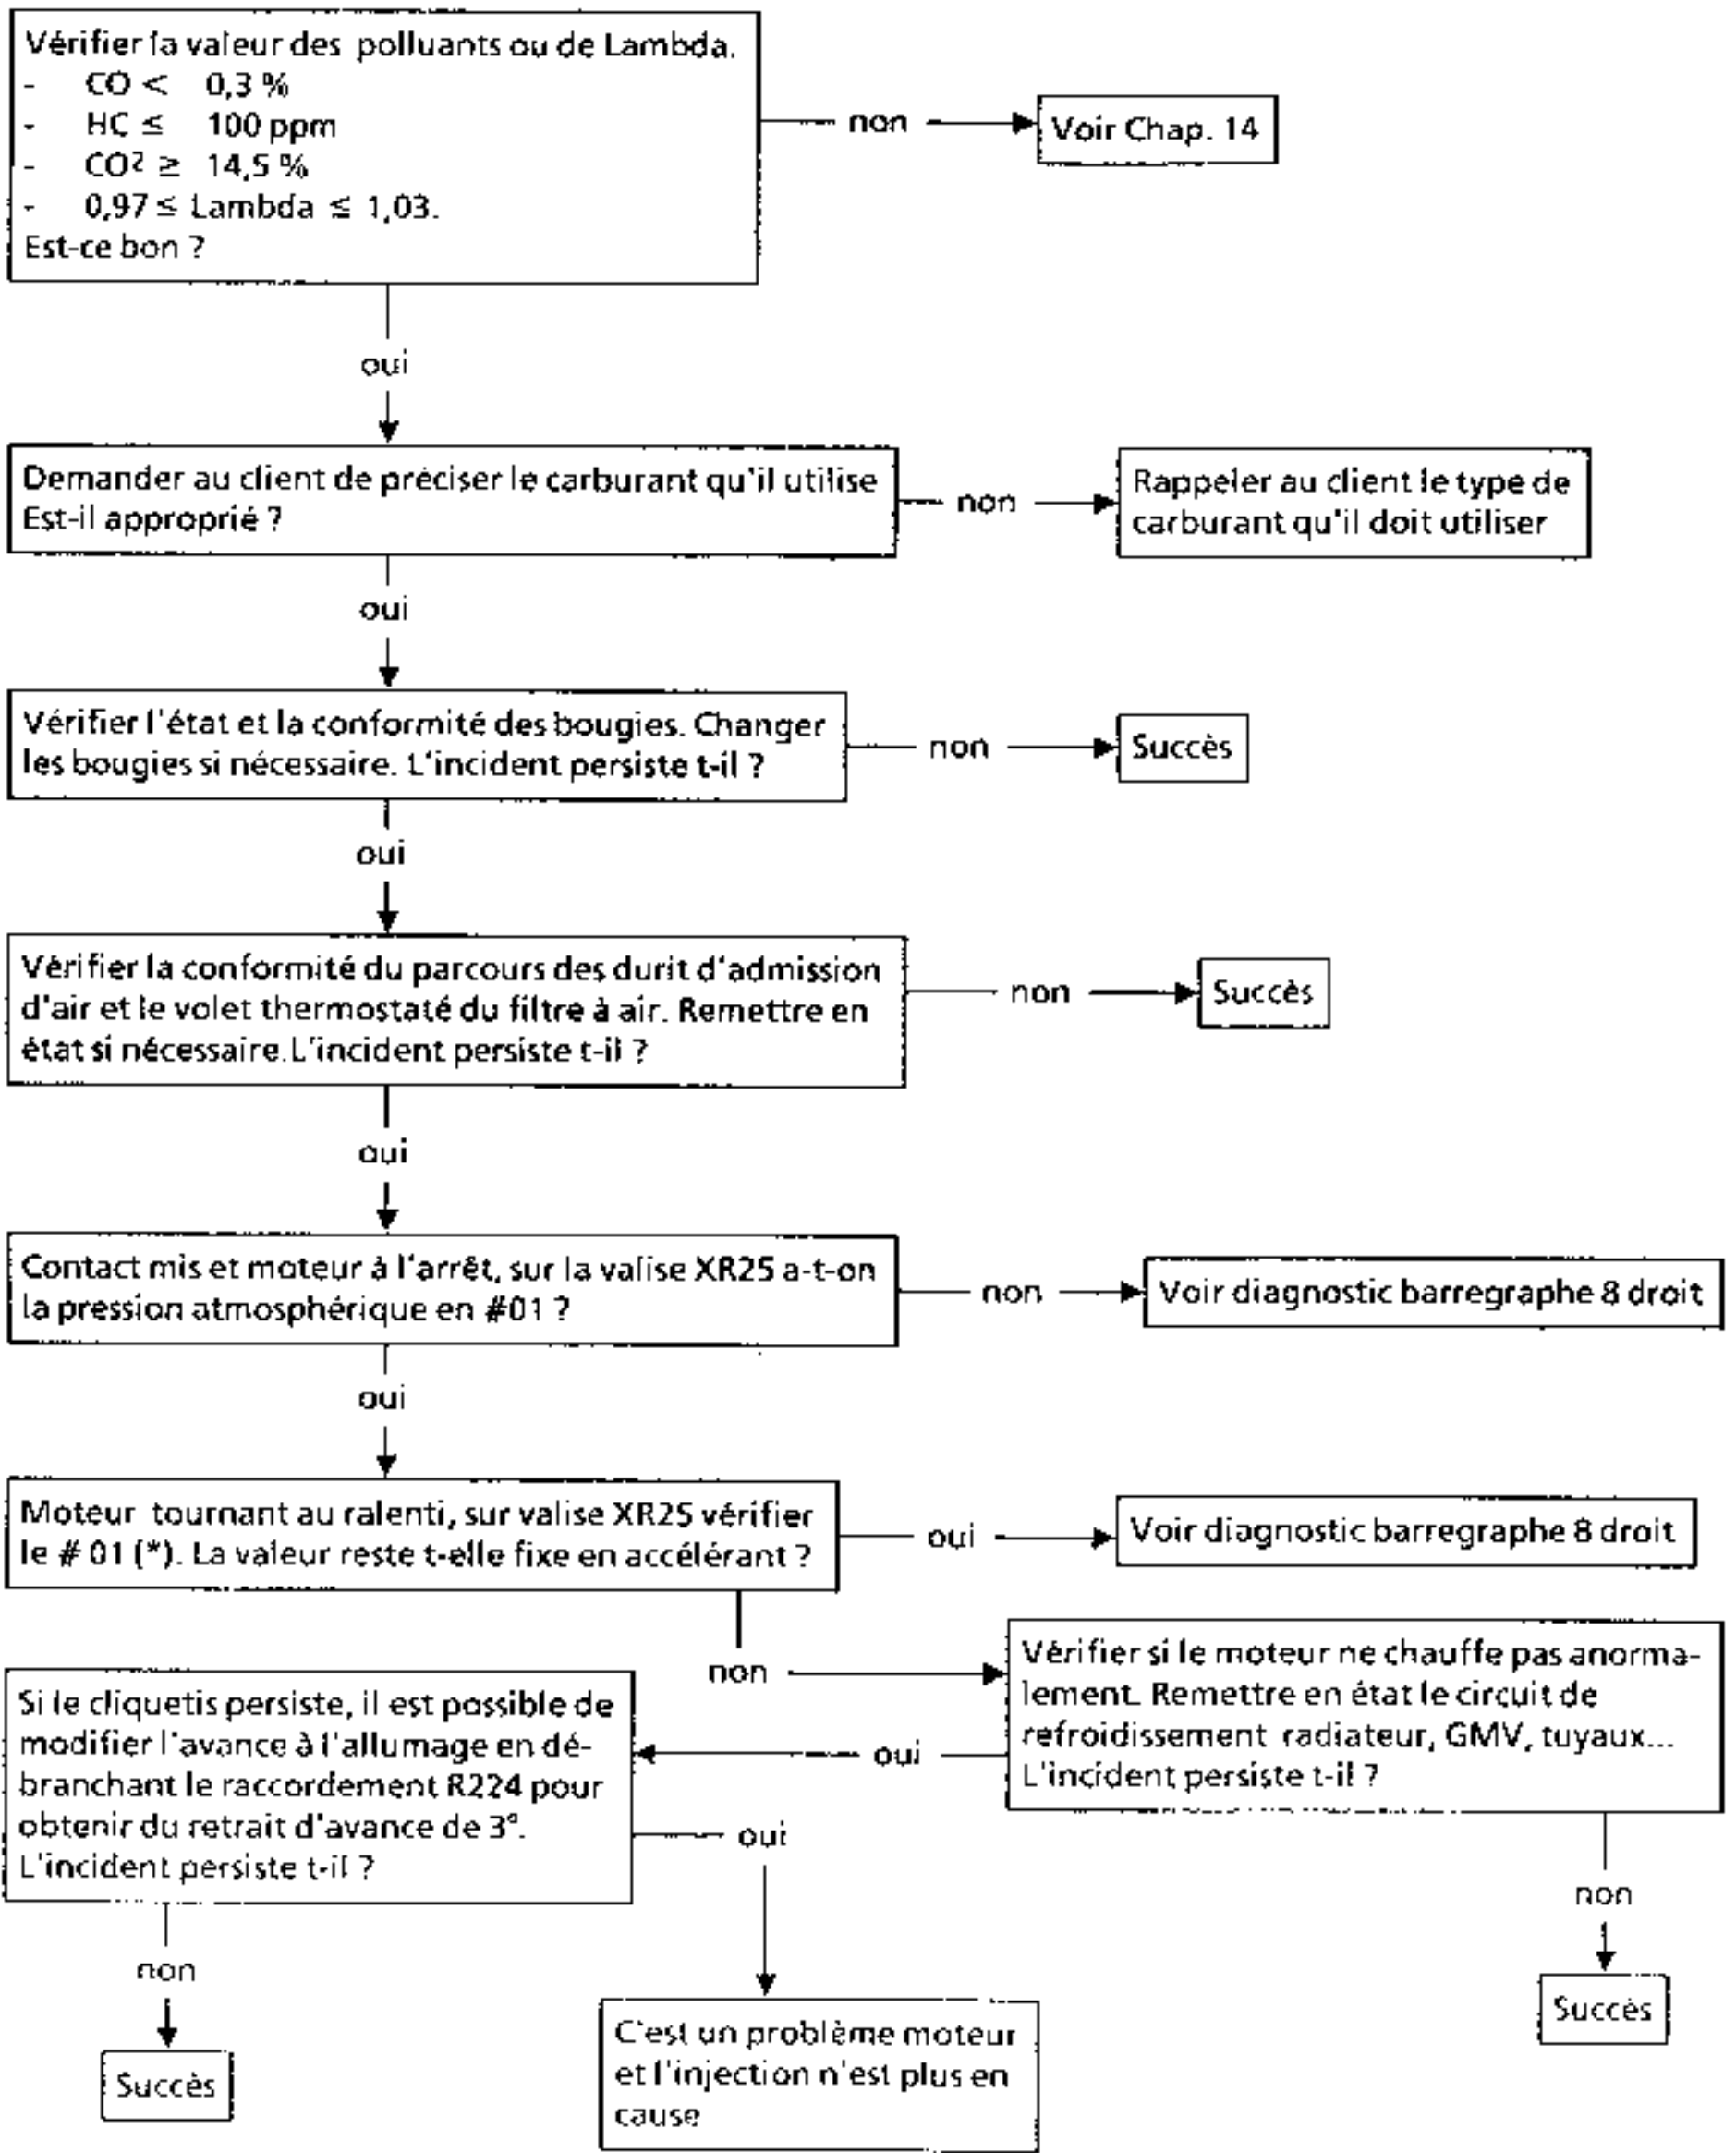 Vérifier la valeur des polluants ou de Lambda.
- CO < 0,3 %
- HC ≤ 100 ppm
- CO² ≥ 14,5 %
- 0,97 ≤ Lambda ≤ 1,03.
Est-ce bon ?
non
Voir Chap. 14
oui
Demander au client de préciser le carburant qu'il utilise
Est-il approprié ?
non
Rappeler au client le type de
carburant qu'il doit utiliser
oui
Vérifier l'état et la conformité des bougies. Changer
les bougies si nécessaire. L'incident persiste t-il ?
non
Succès
oui
Vérifier la conformité du parcours des durit d'admission
d'air et le volet thermostaté du filtre à air. Remettre en
état si nécessaire. L'incident persiste t-il ?
non
Succès
oui
Contact mis et moteur à l'arrêt, sur la valise XR25 a-t-on
la pression atmosphérique en #01 ?
non
Voir diagnostic barregraphe 8 droit
oui
Moteur tournant au ralenti, sur valise XR25 vérifier
le # 01 (*). La valeur reste t-elle fixe en accélérant ?
oui
Voir diagnostic barregraphe 8 droit
non
Vérifier si le moteur ne chauffe pas anorma-
lement. Remettre en état le circuit de
refroidissement radiateur, GMV, tuyaux...
L'incident persiste t-il ?
oui
Si le cliquetis persiste, il est possible de
modifier l'avance à l'allumage en dé-
branchant le raccordement R224 pour
obtenir du retrait d'avance de 3°.
L'incident persiste t-il ?
oui
non
non
Succès
C'est un problème moteur
et l'injection n'est plus en
cause
Succès